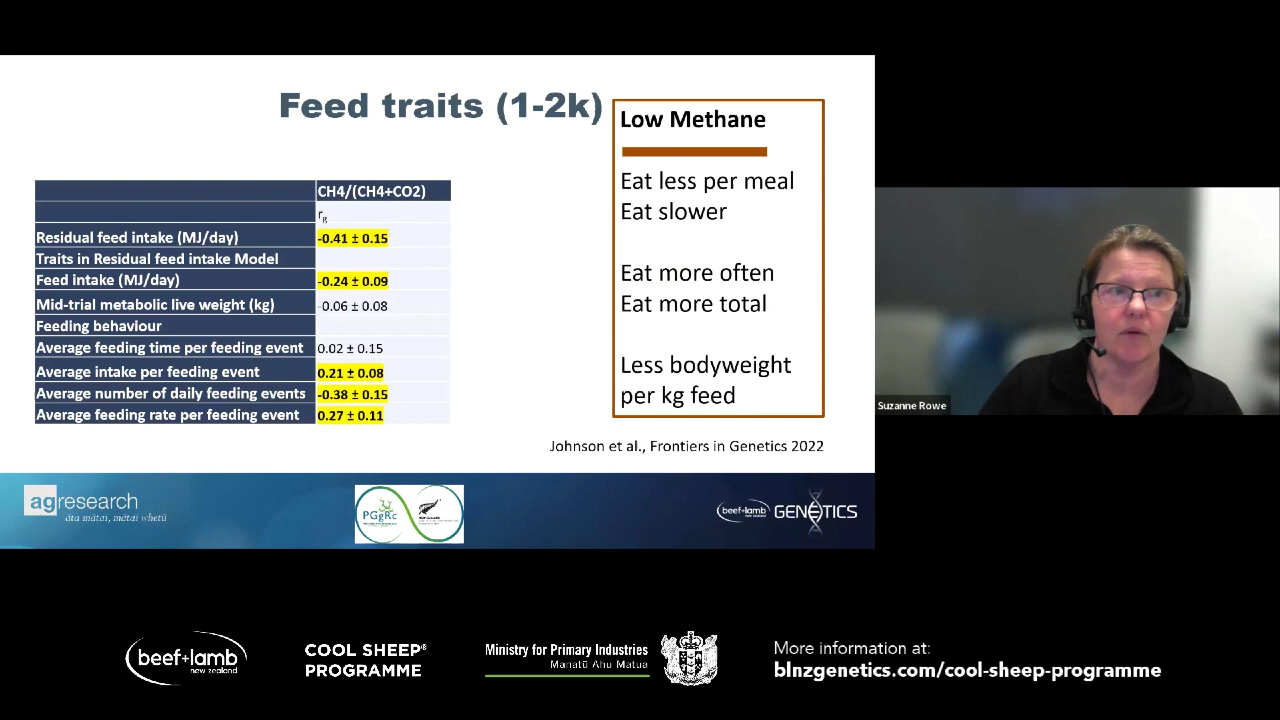 Feed traits (1-2k)
CH4/(CH4+CO2)
rg
Residual feed intake (MJ/day) -0.41 ± 0.15
Traits in Residual feed intake Model
Feed intake (MJ/day) -0.24 ± 0.09
Mid-trial metabolic live weight (kg) -0.06 ± 0.08
Feeding behaviour
Average feeding time per feeding event 0.02 ± 0.15
Average intake per feeding event 0.21 ± 0.08
Average number of daily feeding events -0.38 ± 0.15
Average feeding rate per feeding event 0.27 ± 0.11
Low Methane
Eat less per meal
Eat slower
Eat more often
Eat more total
Less bodyweight
per kg feed
Johnson et al., Frontiers in Genetics 2022
Suzanne Rowe
agresearch
āta mātai, mātai whetū
PGgRc
beef+lamb
GENETICS
beef+lamb
new zealand
COOL SHEEP®
PROGRAMME
Ministry for Primary Industries
Manatū Ahu Matua
More information at:
blnzgenetics.com/cool-sheep-programme